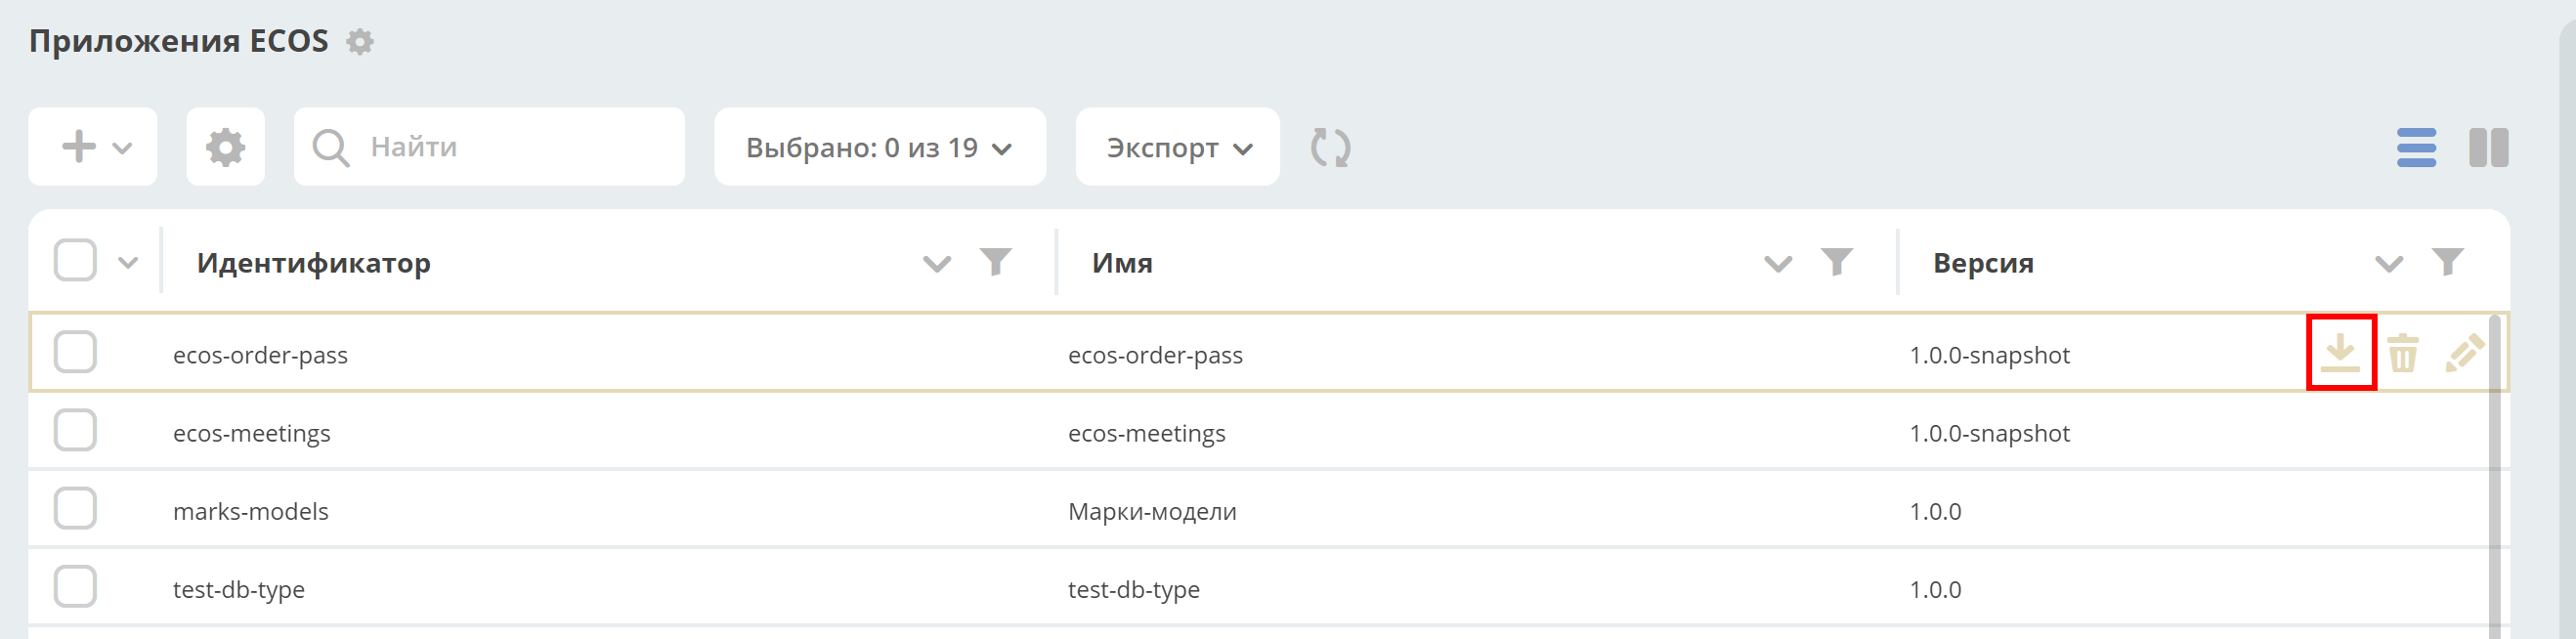 Приложения ECOS
Найти
Выбрано: 0 из 19
Экспорт
Идентификатор Имя Версия
ecos-order-pass ecos-order-pass 1.0.0-snapshot
ecos-meetings ecos-meetings 1.0.0-snapshot
marks-models Марки-модели 1.0.0
test-db-type test-db-type 1.0.0